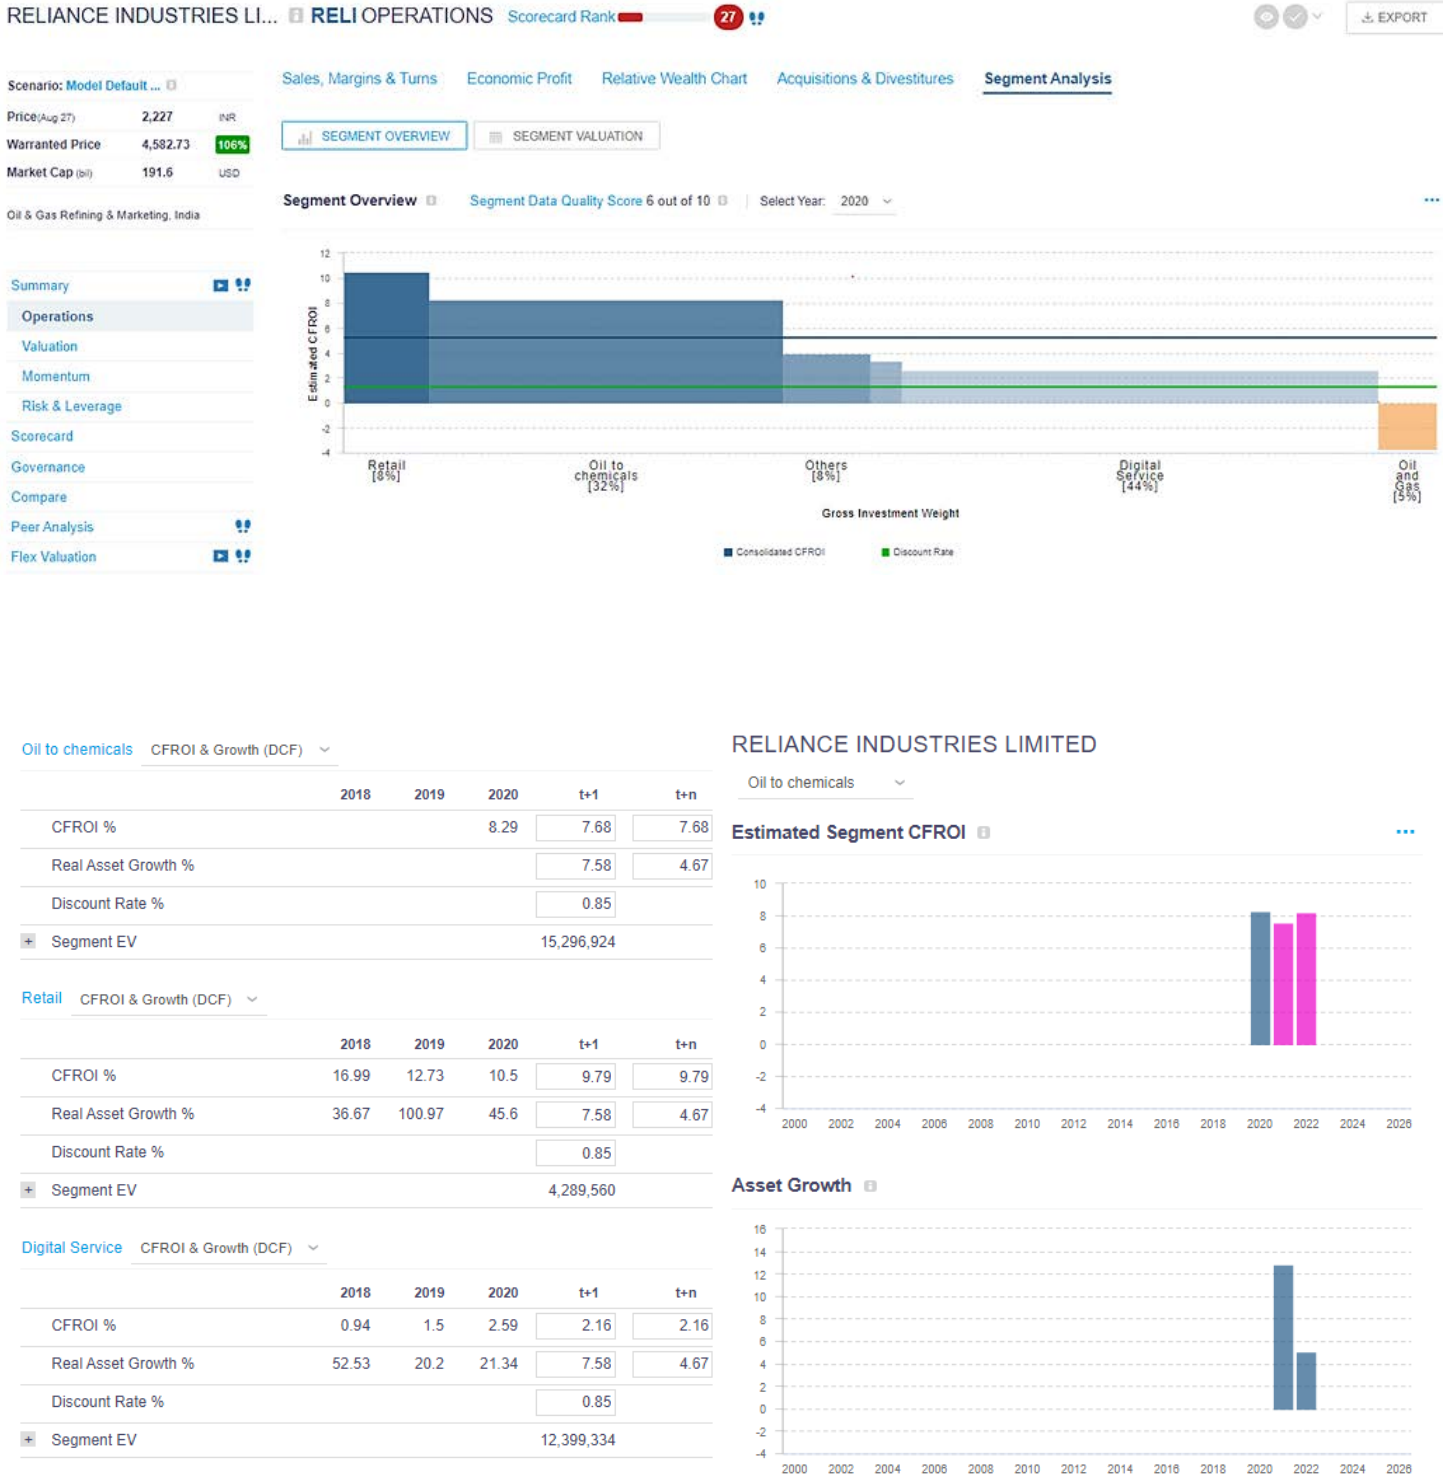 RELIANCE INDUSTRIES LI... RELI OPERATIONS Scorecard Rank 27 EXPORT
Scenario: Model Default ...
Price(Aug 27) 2,227 INR
Warranted Price 4,582.73 106%
Market Cap (bil) 191.6 USD
Oil & Gas Refining & Marketing, India
Summary
Operations
Valuation
Momentum
Risk & Leverage
Scorecard
Governance
Compare
Peer Analysis
Flex Valuation
Sales, Margins & Turns Economic Profit Relative Wealth Chart Acquisitions & Divestitures Segment Analysis
SEGMENT OVERVIEW SEGMENT VALUATION
Segment Overview Segment Data Quality Score 6 out of 10 Select Year: 2020
Estimated CFROI
12
10
8
6
4
2
0
-2
-4
Retail
[8%]
Oil to
chemicals
[32%]
Others
[8%]
Digital
Service
[44%]
Oil
and
Gas
[5%]
Gross Investment Weight
Consolidated CFROI Discount Rate
Oil to chemicals CFROI & Growth (DCF)
2018 2019 2020 t+1 t+n
CFROI % 8.29 7.68 7.68
Real Asset Growth % 7.58 4.67
Discount Rate % 0.85
+ Segment EV 15,296,924
Retail CFROI & Growth (DCF)
2018 2019 2020 t+1 t+n
CFROI % 16.99 12.73 10.5 9.79 9.79
Real Asset Growth % 36.67 100.97 45.6 7.58 4.67
Discount Rate % 0.85
+ Segment EV 4,289,560
Digital Service CFROI & Growth (DCF)
2018 2019 2020 t+1 t+n
CFROI % 0.94 1.5 2.59 2.16 2.16
Real Asset Growth % 52.53 20.2 21.34 7.58 4.67
Discount Rate % 0.85
+ Segment EV 12,399,334
RELIANCE INDUSTRIES LIMITED
Oil to chemicals
Estimated Segment CFROI
10
8
6
4
2
0
-2
-4
2000 2002 2004 2006 2008 2010 2012 2014 2016 2018 2020 2022 2024 2026
Asset Growth
16
14
12
10
8
6
4
2
0
-2
-4
2000 2002 2004 2006 2008 2010 2012 2014 2016 2018 2020 2022 2024 2026